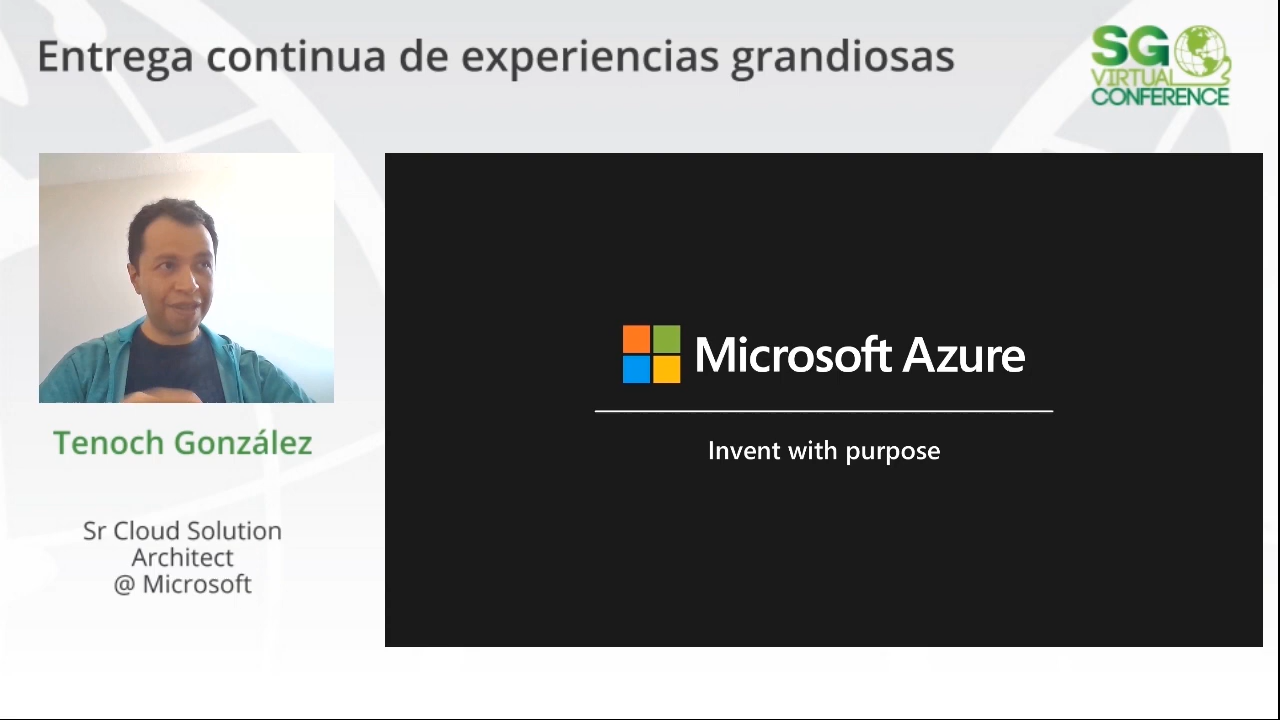 Entrega continua de experiencias grandiosas
SG
VIRTUAL
CONFERENCE
Microsoft Azure
Invent with purpose
Tenoch González
Sr Cloud Solution
Architect
@ Microsoft